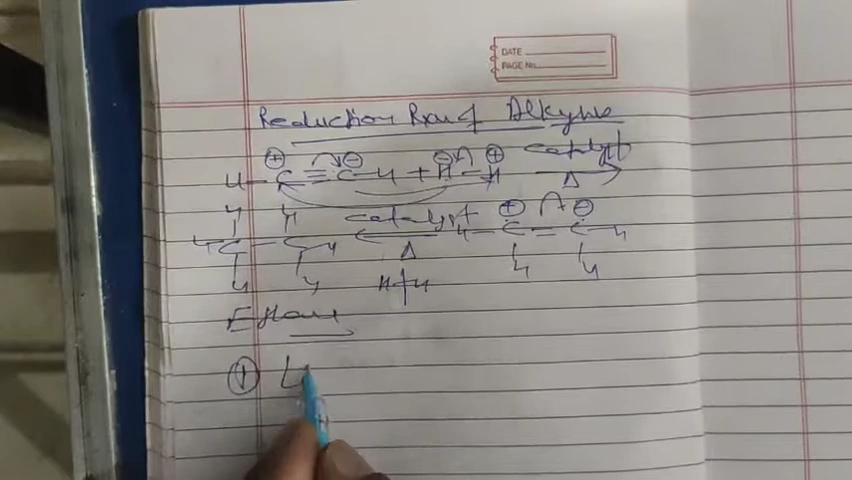 DATE
PAGE No.
Reduction Rxn of Alkyne
H-C≡C-H + H-H catalyst
Δ
H H catalyst H-C=C-H
H-C-C-H Δ H H
H H H+H
Ethane
① H